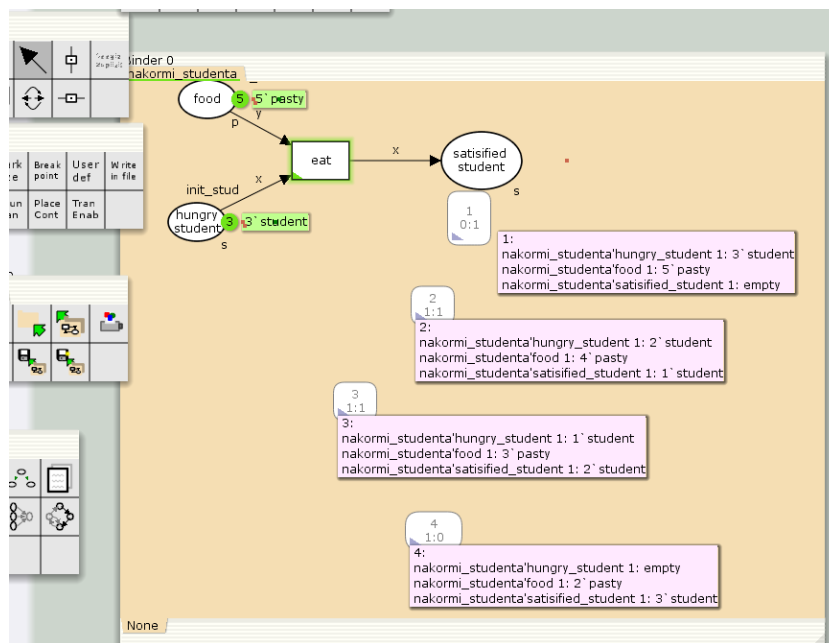 Binder 0
nakormi_studenta
food
5
5`pasty
p
y
eat
x
satisified
student
s
x
init_stud
hungry
student
3
3`student
s
1
0:1
1:
nakormi_studenta'hungry_student 1: 3`student
nakormi_studenta'food 1: 5`pasty
nakormi_studenta'satisified_student 1: empty
2
1:1
2:
nakormi_studenta'hungry_student 1: 2`student
nakormi_studenta'food 1: 4`pasty
nakormi_studenta'satisified_student 1: 1`student
3
1:1
3:
nakormi_studenta'hungry_student 1: 1`student
nakormi_studenta'food 1: 3`pasty
nakormi_studenta'satisified_student 1: 2`student
4
1:0
4:
nakormi_studenta'hungry_student 1: empty
nakormi_studenta'food 1: 2`pasty
nakormi_studenta'satisified_student 1: 3`student
None
Break
point
User
def
Write
in file
Place
Cont
Tran
Enab